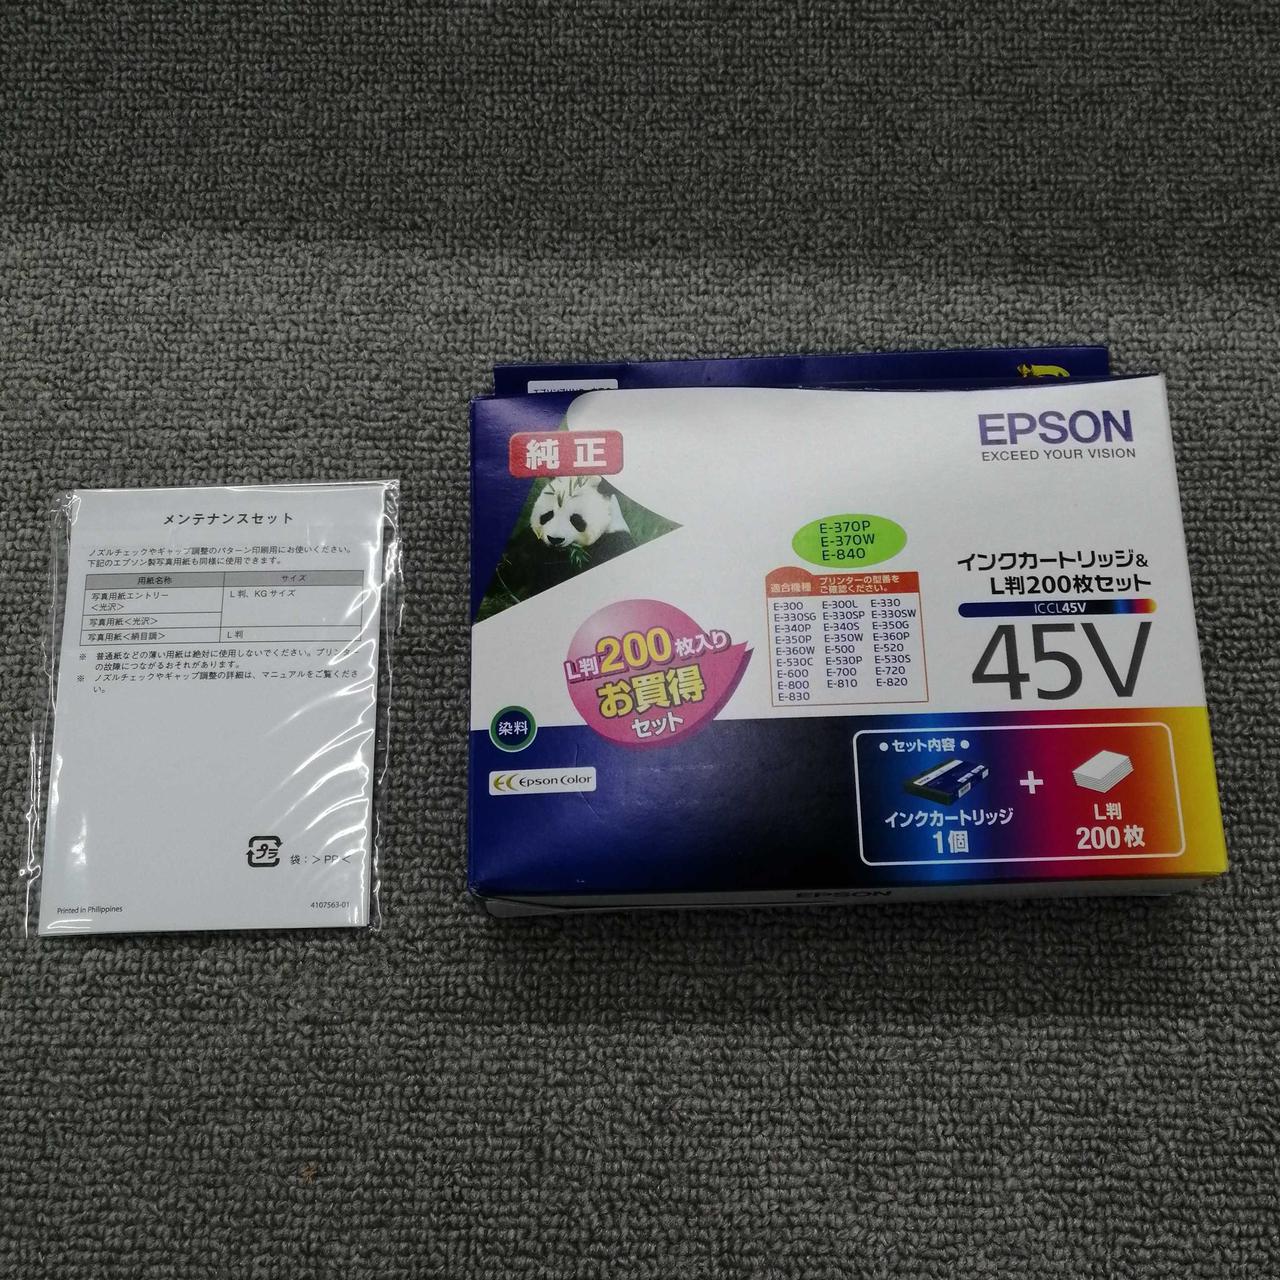 メンテナンスセット
ノズルチェックやギャップ調整のパターン印刷用にお使いください。
下記のエプソン製写真用紙も同様に使用できます。
用紙名称 サイズ
写真用紙エントリー L判、KGサイズ
<光沢>
写真用紙<光沢>
写真用紙<絹目調> L判
※ 普通紙などの薄い用紙は絶対に使用しないでください。プリンター
の故障につながるおそれがあります。
※ ノズルチェックやギャップ調整の詳細は、マニュアルをご覧くださ
い。
プラ
袋:>PP<
Printed in Philippines
4107563-01
純正
EPSON
EXCEED YOUR VISION
E-370P
E-370W
E-840
適合機種 プリンターの型番を
ご確認ください。
E-300 E-300L E-330
E-330SG E-330SP E-330SW
E-340P E-340S E-350G
E-350P E-350W E-360P
E-360W E-500 E-520
E-530C E-530P E-530S
E-600 E-700 E-720
E-800 E-810 E-820
E-830
インクカートリッジ&
L判200枚セット
ICCL45V
45V
L判200枚入り
お買得
セット
染料
EC Epson Color
●セット内容●
インクカートリッジ
1個
+
L判
200枚
EPSON